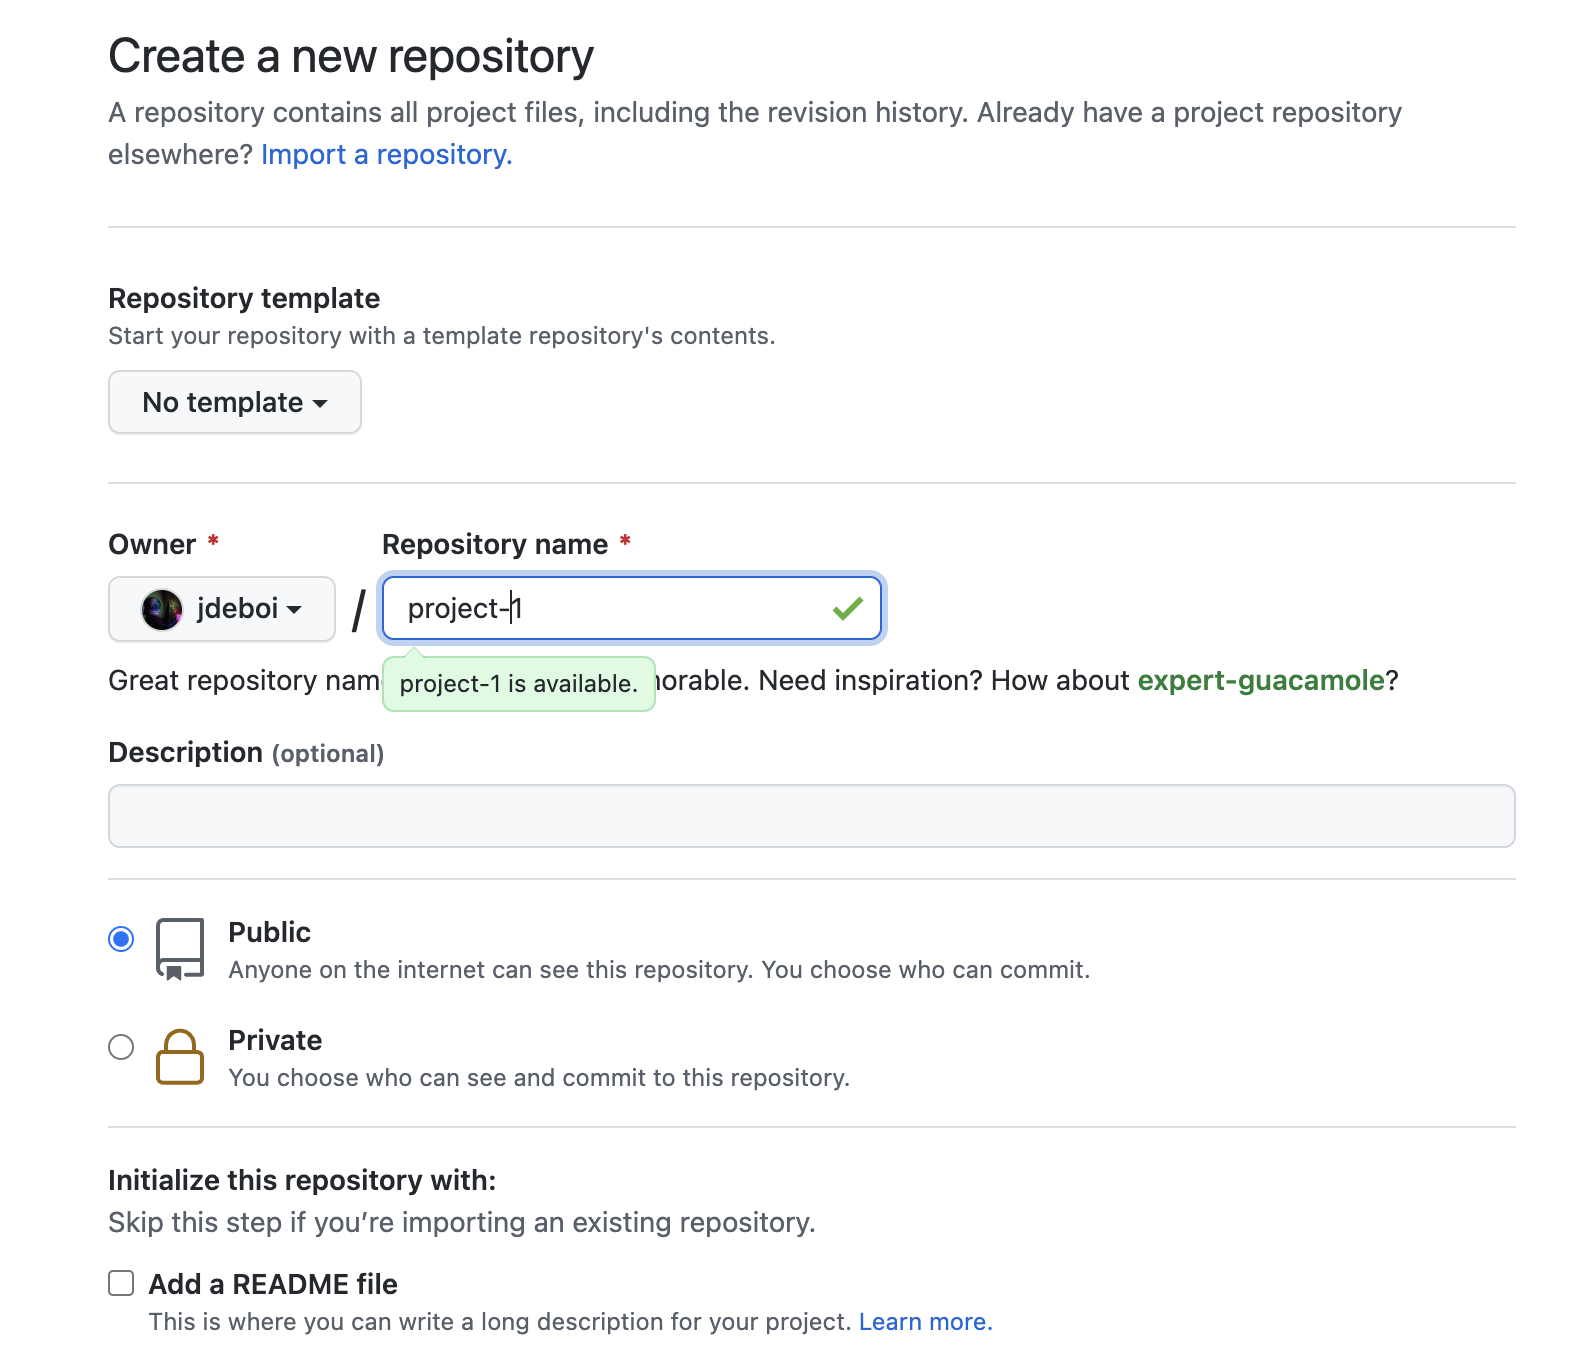 Create a new repository
A repository contains all project files, including the revision history. Already have a project repository
elsewhere? Import a repository.
Repository template
Start your repository with a template repository's contents.
No template
Owner * Repository name *
jdeboi / project-1
Great repository project-1 is available. Need inspiration? How about expert-guacamole?
Description (optional)
Public
Anyone on the internet can see this repository. You choose who can commit.
Private
You choose who can see and commit to this repository.
Initialize this repository with:
Skip this step if you’re importing an existing repository.
Add a README file
This is where you can write a long description for your project. Learn more.